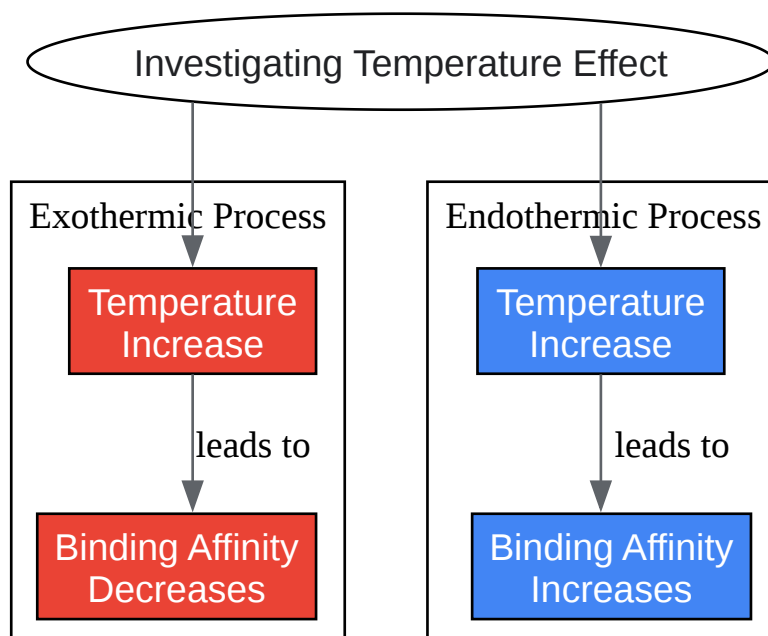 Investigating Temperature Effect
Exothermic Process
Temperature
Increase
leads to
Binding Affinity
Decreases
Endothermic Process
Temperature
Increase
leads to
Binding Affinity
Increases